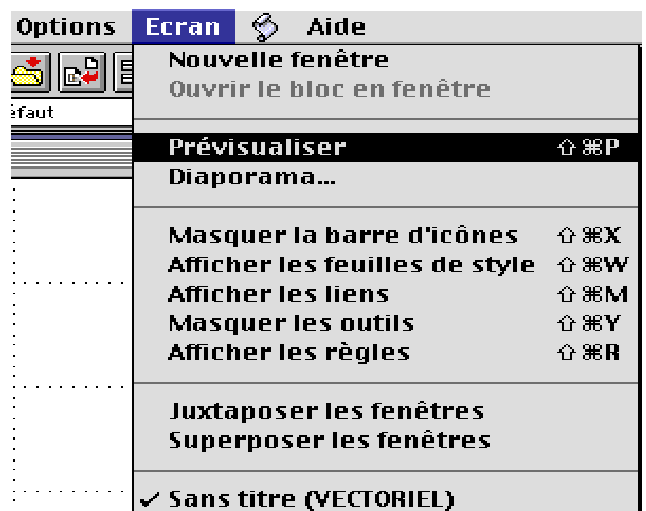 Options Ecran Aide
Nouvelle fenêtre
Ouvrir le bloc en fenêtre
éfaut
Prévisualiser ⇧ ⌘P
Diaporama...
Masquer la barre d'icônes ⇧ ⌘X
Afficher les feuilles de style ⇧ ⌘W
Afficher les liens ⇧ ⌘M
Masquer les outils ⇧ ⌘Y
Afficher les règles ⇧ ⌘R
Juxtaposer les fenêtres
Superposer les fenêtres
✓ Sans titre (VECTORIEL)